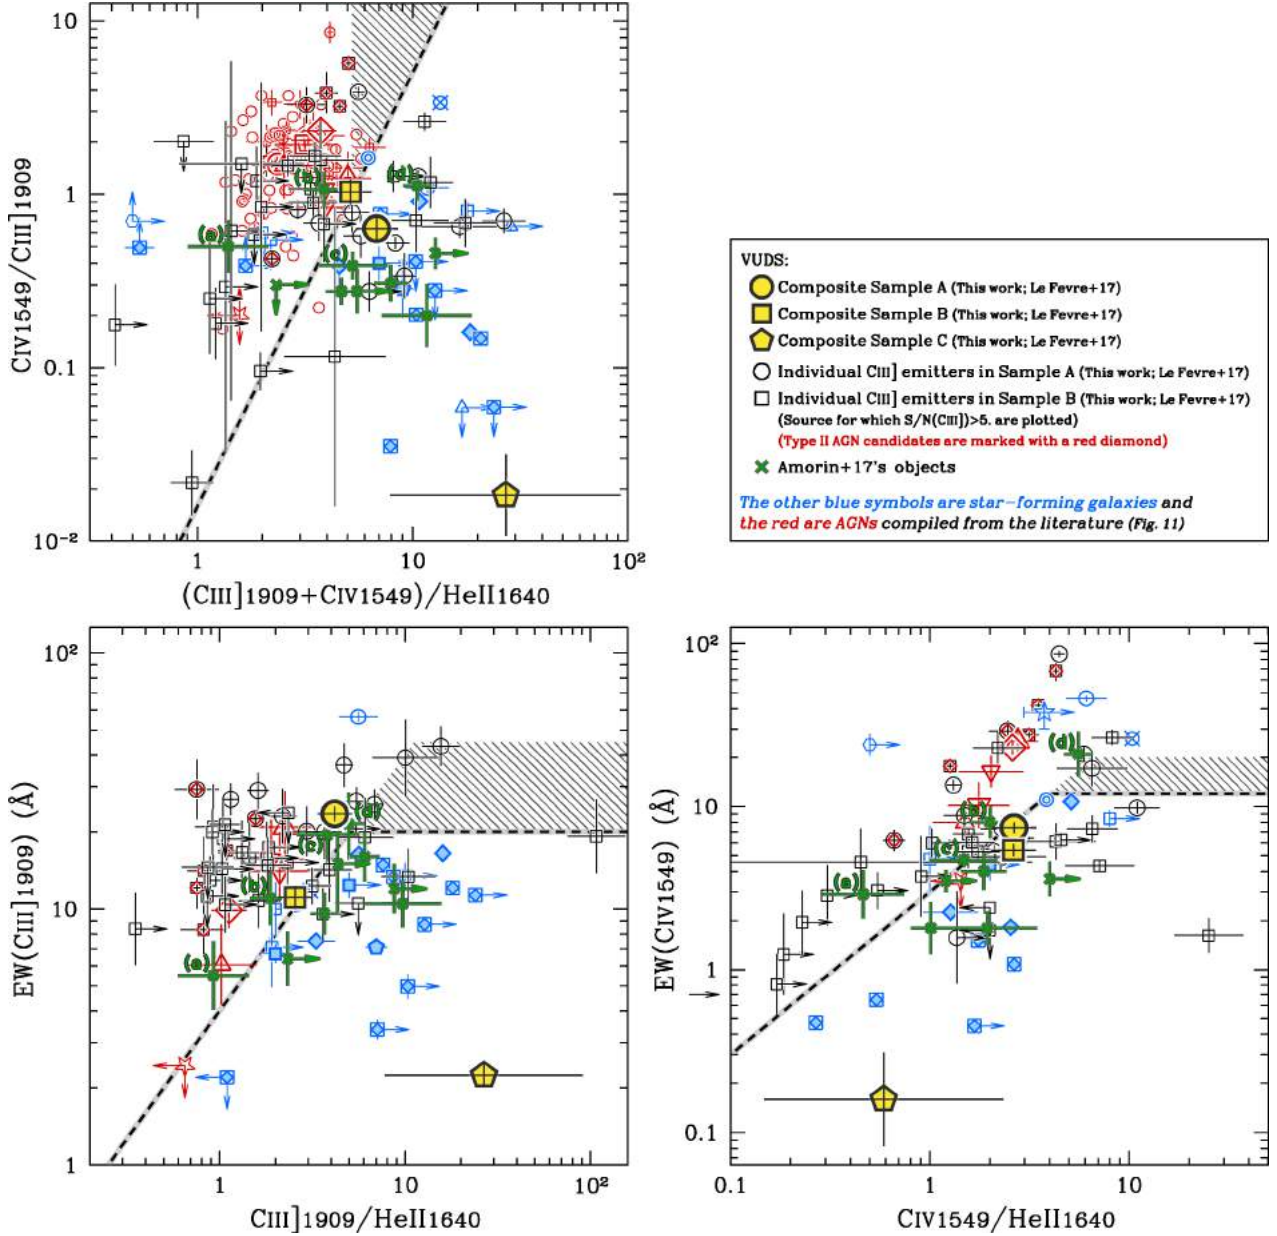 10
1
0.1
10⁻²
CIV1549/CIII]1909
(a)
(b)
(c)
(d)
1
10
10²
(CIII]1909+CIV1549)/HeII1640
VUDS:
Composite Sample A (This work; Le Fevre+17)
Composite Sample B (This work; Le Fevre+17)
Composite Sample C (This work; Le Fevre+17)
Individual CIII] emitters in Sample A (This work; Le Fevre+17)
Individual CIII] emitters in Sample B (This work; Le Fevre+17)
(Source for which S/N(CIII])>5. are plotted)
(Type II AGN candidates are marked with a red diamond)
Amorin+17's objects
The other blue symbols are star-forming galaxies and
the red are AGNs compiled from the literature (Fig. 11)
10²
10
1
EW(CIII]1909) (Å)
(a)
(b)
(c)
(d)
1
10
10²
CIII]1909/HeII1640
10²
10
1
0.1
EW(CIV1549) (Å)
(a)
(b)
(c)
(d)
0.1
1
10
CIV1549/HeII1640